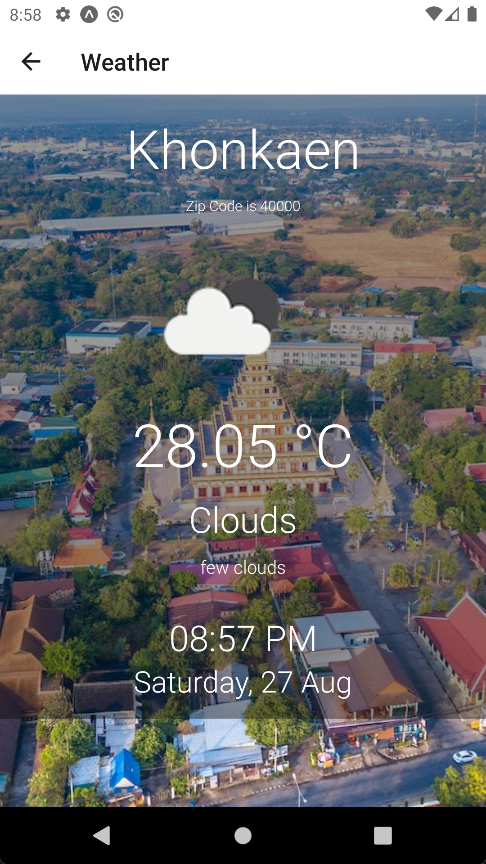 8:58
Weather
Khonkaen
Zip Code is 40000
28.05 °C
Clouds
few clouds
08:57 PM
Saturday, 27 Aug